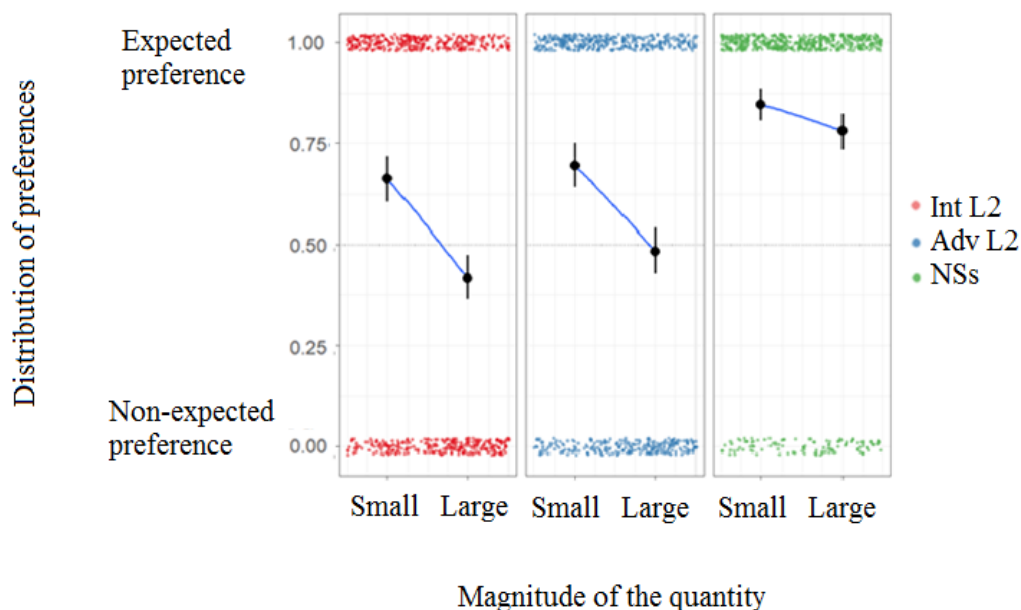 Expected
preference
Distribution of preferences
1.00
0.75
0.50
0.25
0.00
Non-expected
preference
Int L2
Adv L2
NSs
Small Large Small Large Small Large
Magnitude of the quantity